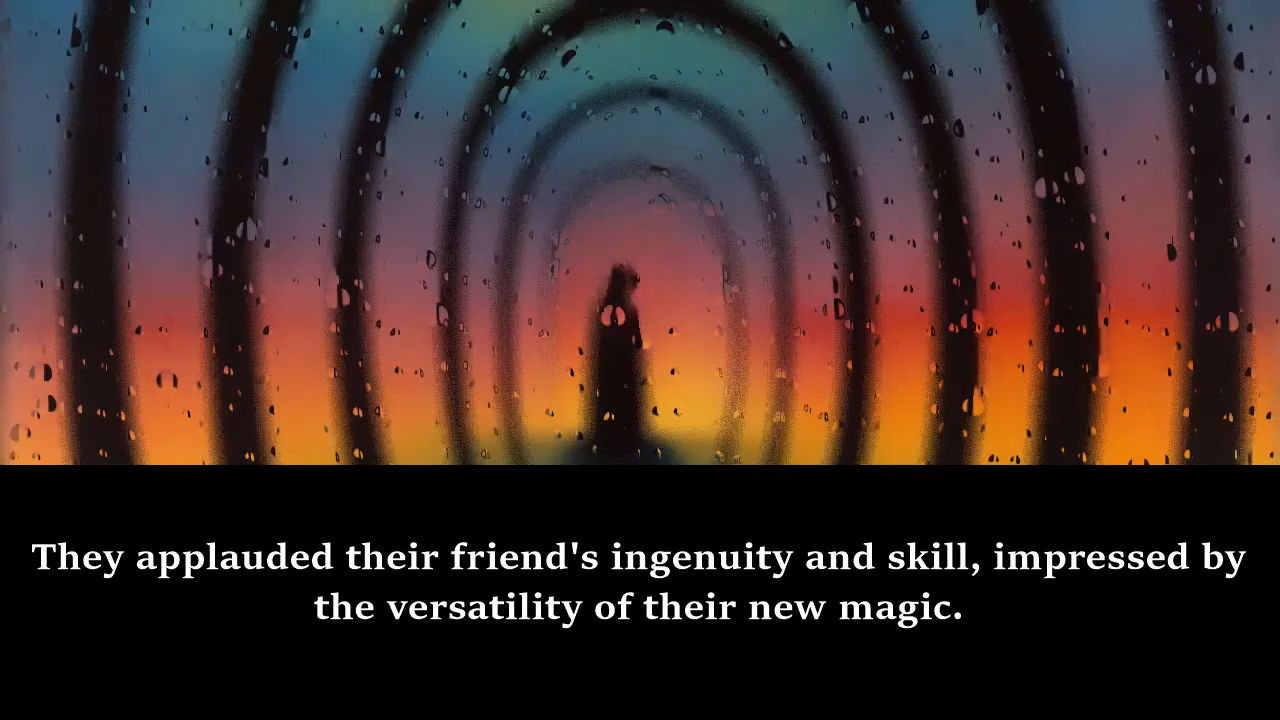 They applauded their friend's ingenuity and skill, impressed by
the versatility of their new magic.